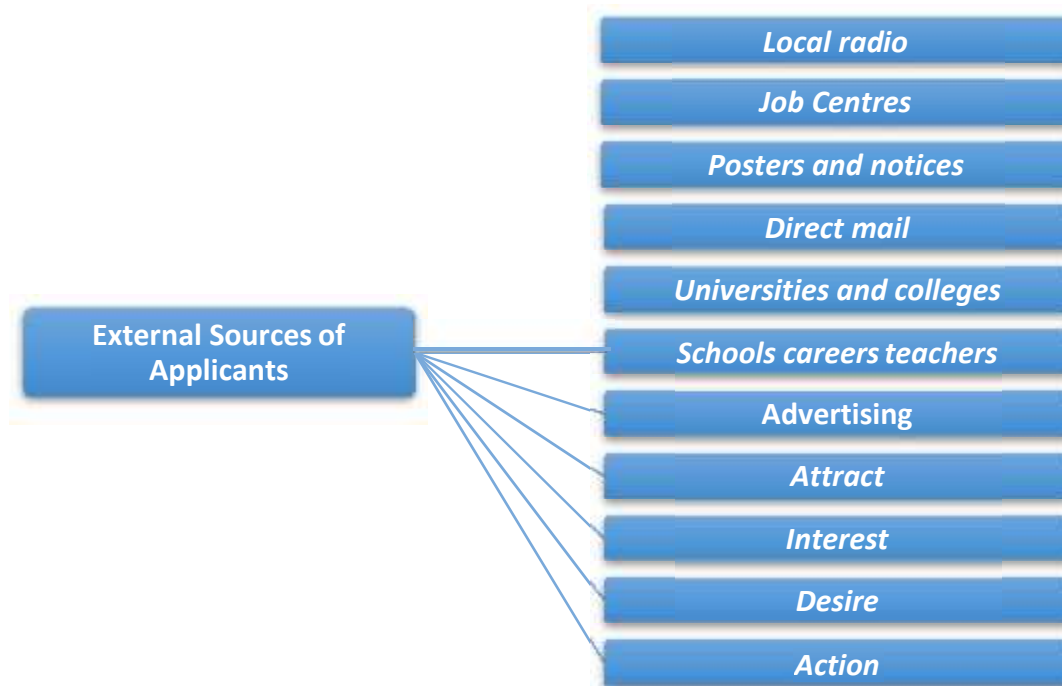 External Sources of
Applicants
Local radio
Job Centres
Posters and notices
Direct mail
Universities and colleges
Schools careers teachers
Advertising
Attract
Interest
Desire
Action